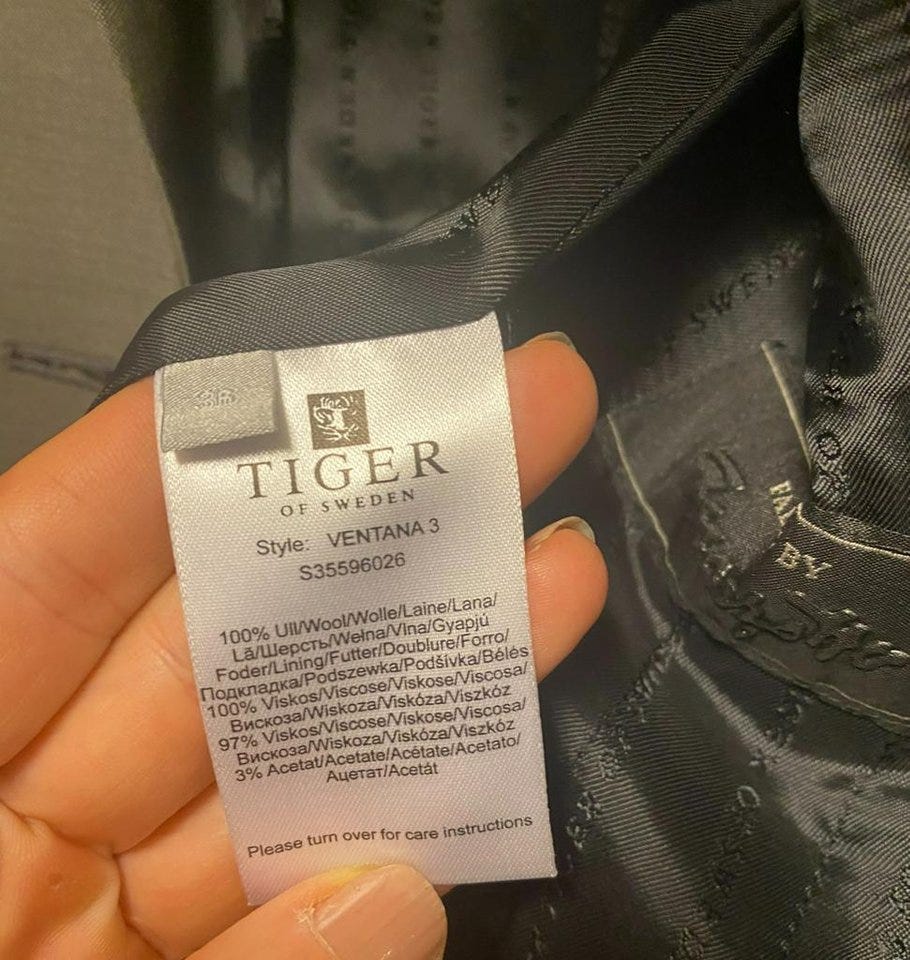 36
TIGER
OF SWEDEN
Style: VENTANA 3
S35596026
100% Ull/Wool/Wolle/Laine/Lana/
Lã/Шерсть/Wełna/Vlna/Gyapjú
Foder/Lining/Futter/Doublure/Forro/
Подкладка/Podszewka/Podšívka/Bélés
100% Viskos/Viscose/Viskose/Viscosa/
Вискоза/Wiskoza/Viskóza/Viszkóz
97% Viskos/Viscose/Viskose/Viscosa/
Вискоза/Wiskoza/Viskóza/Viszkóz
3% Acetat/Acetate/Acétate/Acetato/
Ацетат/Acetát
Please turn over for care instructions
BY